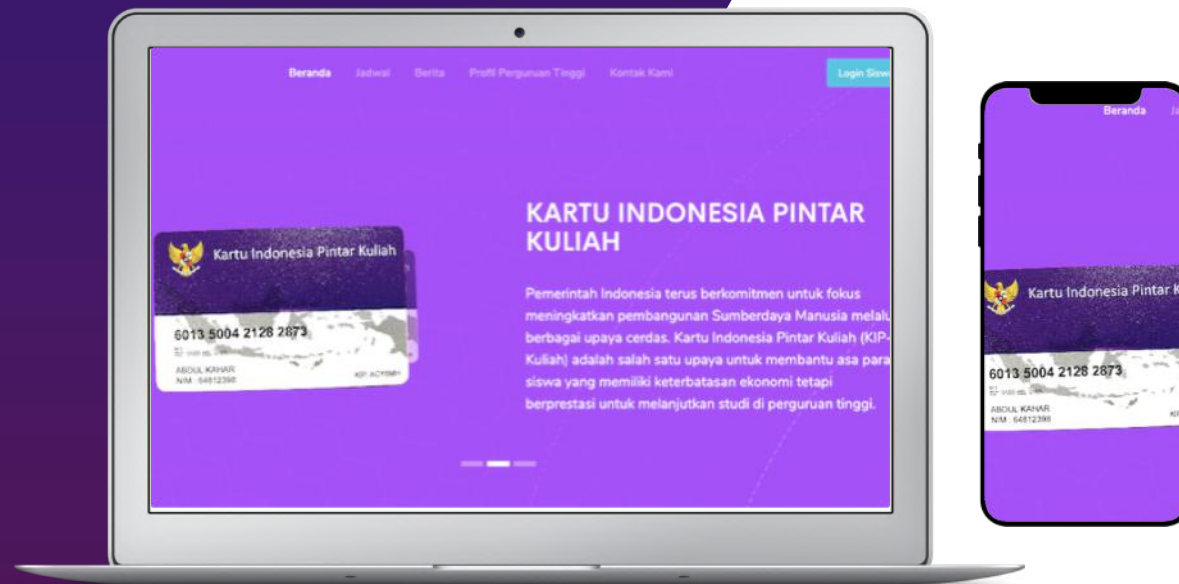 Beranda Jadwal Berita Profil Perguruan Tinggi Kontak Kami Login Sisw
KARTU INDONESIA PINTAR
KULIAH
Pemerintah Indonesia terus berkomitmen untuk fokus
meningkatkan pembangunan Sumberdaya Manusia melalu
berbagai upaya cerdas. Kartu Indonesia Pintar Kuliah (KIP-
Kuliah) adalah salah satu upaya untuk membantu asa para
siswa yang memiliki keterbatasan ekonomi tetapi
berprestasi untuk melanjutkan studi di perguruan tinggi.
Kartu Indonesia Pintar Kuliah
6013 5004 2128 2873
ABDUL KAHAR
NIM : 64612398
Beranda Ja
Kartu Indonesia Pintar K
6013 5004 2128 2873
ABDUL KAHAR
NIM : 64612398